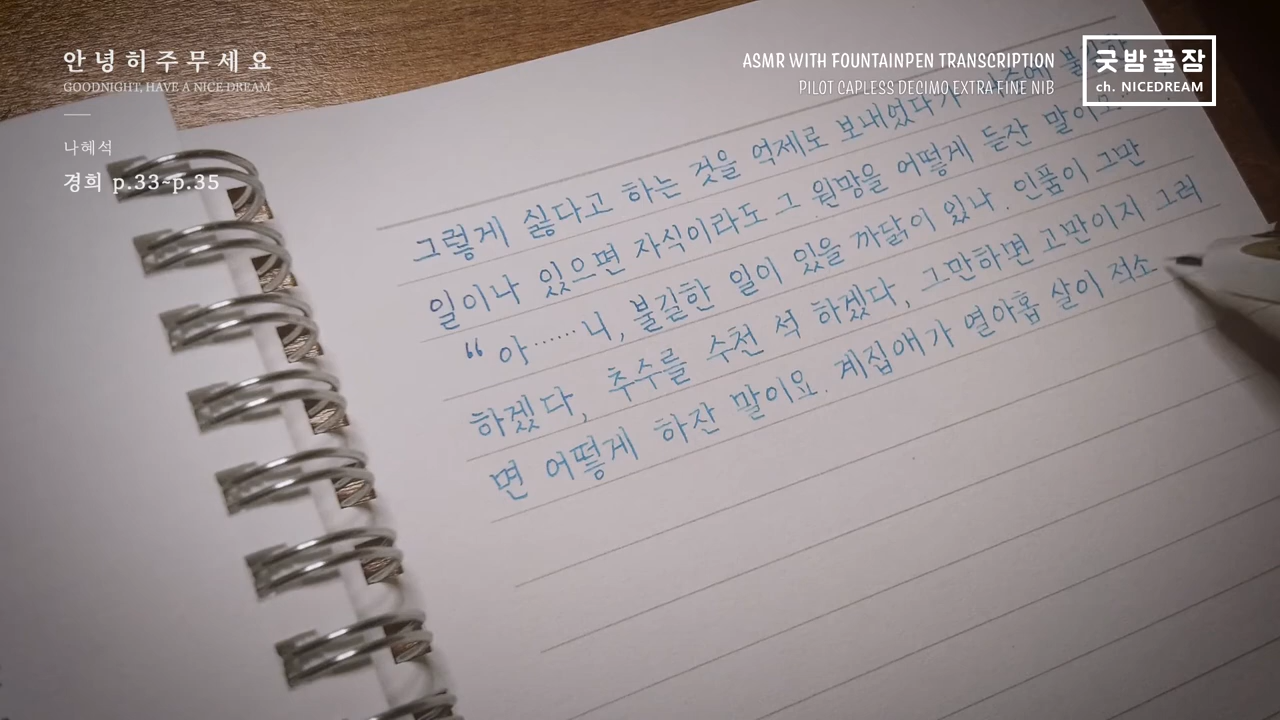 안녕히주무세요
GOODNIGHT, HAVE A NICE DREAM
나혜석
경희 p.33~p.35
ASMR WITH FOUNTAINPEN TRANSCRIPTION
PILOT CAPLESS DECIMO EXTRA FINE NIB
굿밤꿀잠
ch. NICEDREAM
그렇게 싫다고 하는 것을 억제로 보내었다가
일이나 있으면 자식이라도 그 원망을 어떻게 듣잔 말이오.
“아……니, 불길한 일이 있을 까닭이 있나. 인품이 그만
하겠다, 추수를 수천 석 하겠다, 그만하면 고만이지 그러
면 어떻게 하잔 말이오. 계집애가 열아홉 살이 적소